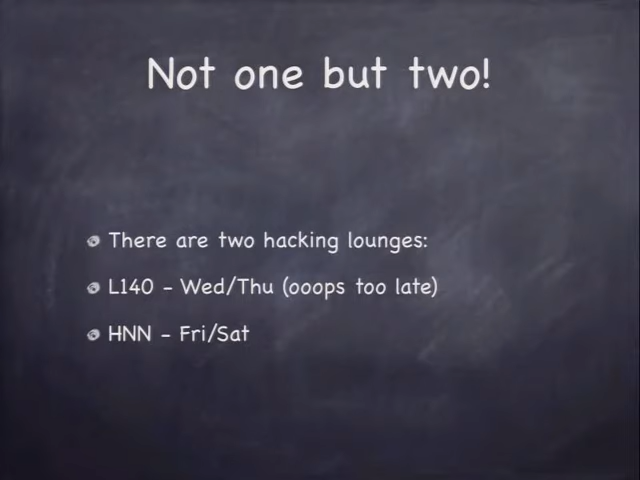 Not one but two!
There are two hacking lounges:
L140 - Wed/Thu (ooops too late)
HNN - Fri/Sat